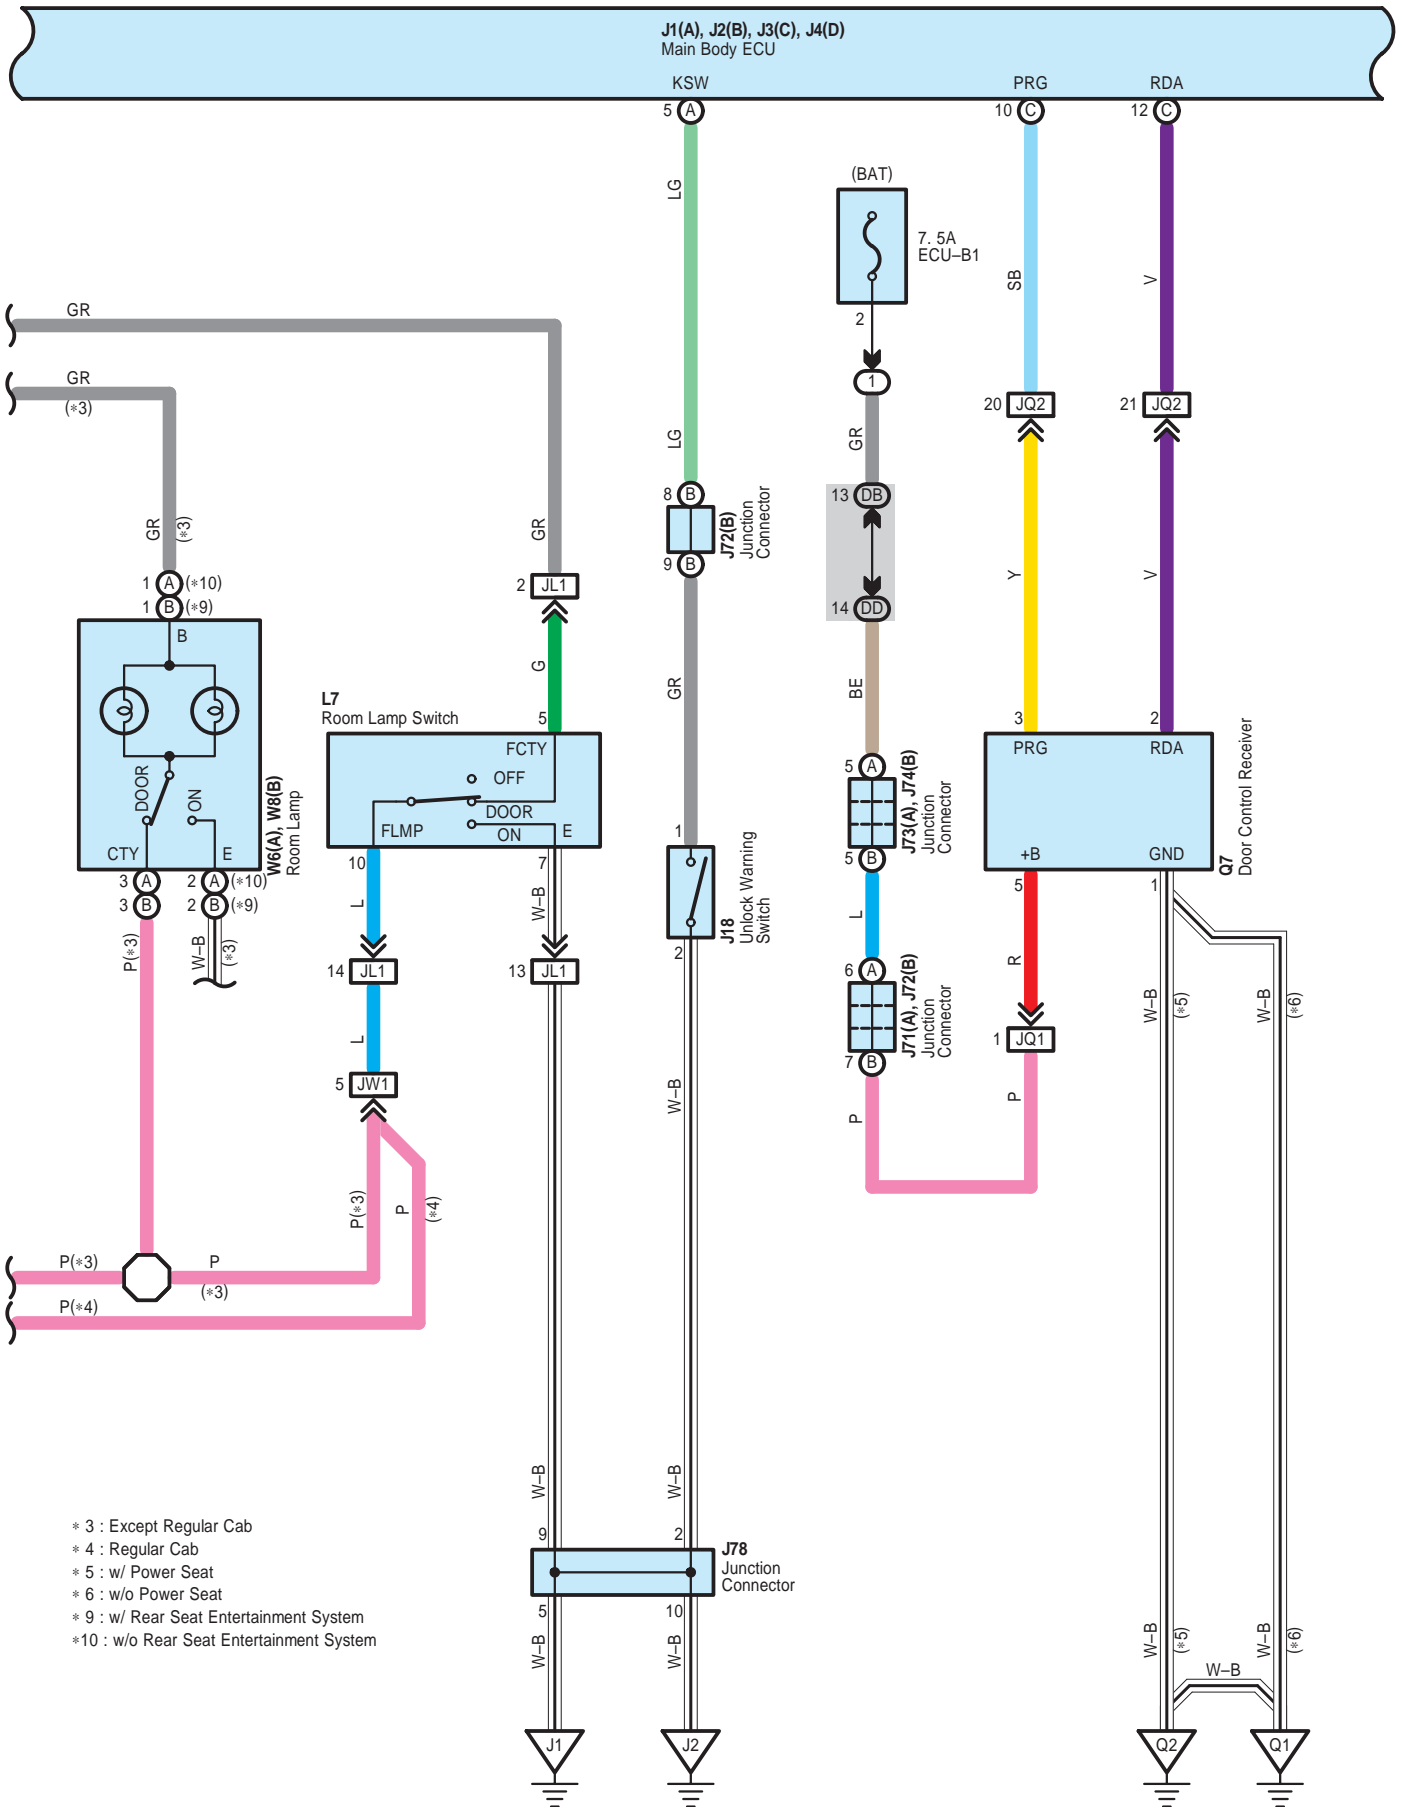 J1(A), J2(B), J3(C), J4(D)
Main Body ECU
KSW
PRG
RDA
5 A
10 C
12 C
LG
(BAT)
7. 5A
ECU–B1
SB
V
2
1
GR
GR
(∗3)
20 JQ2
21 JQ2
LG
GR
8 B
J72(B)
Junction
Connector
9 B
13 DB
14 DD
GR
(∗3)
GR
1 A (∗10)
1 B (∗9)
2 JL1
Y
V
B
DOOR
ON
CTY
E
W6(A), W8(B)
Room Lamp
G
GR
BE
L7
Room Lamp Switch
5
FCTY
OFF
DOOR
ON
FLMP
E
10
7
3
2
PRG
RDA
+B
GND
Q7
Door Control Receiver
5
1
5 A
J73(A), J74(B)
Junction
Connector
5 B
1
J18
Unlock Warning
Switch
2
3 A
2 A (∗10)
3 B
2 B (∗9)
P(∗3)
W–B
(∗3)
L
W–B
L
R
14 JL1
13 JL1
6 A
J71(A), J72(B)
Junction
Connector
7 B
1 JQ1
W–B
(∗5)
W–B
(∗6)
L
5 JW1
W–B
P
P
P(∗3)
P
(∗4)
P(∗3)
P
(∗3)
P(∗4)
W–B
W–B
∗ 3 : Except Regular Cab
∗ 4 : Regular Cab
∗ 5 : w/ Power Seat
∗ 6 : w/o Power Seat
∗ 9 : w/ Rear Seat Entertainment System
∗10 : w/o Rear Seat Entertainment System
9
2
J78
Junction
Connector
5
10
W–B
W–B
W–B
(∗5)
W–B
W–B
(∗6)
J1
J2
Q2
Q1